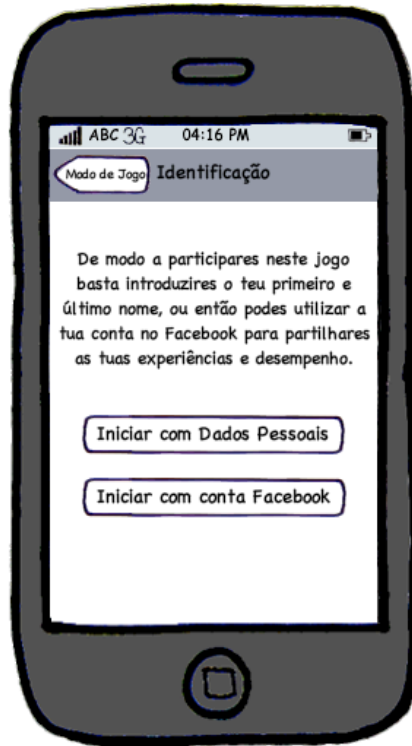 ABC 3G 04:16 PM
Modo de Jogo Identificação
De modo a participares neste jogo
basta introduzires o teu primeiro e
último nome, ou então podes utilizar a
tua conta no Facebook para partilhares
as tuas experiências e desempenho.
Iniciar com Dados Pessoais
Iniciar com conta Facebook